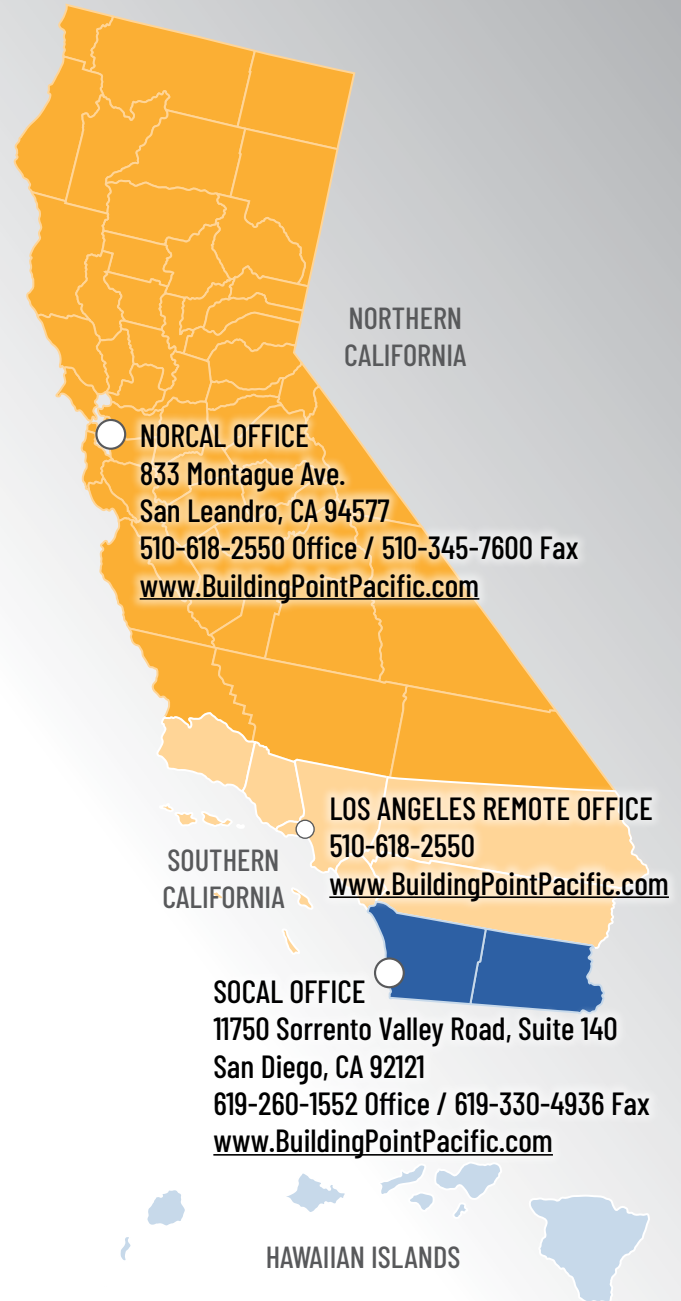 NORTHERN
CALIFORNIA
NORCAL OFFICE
833 Montague Ave.
San Leandro, CA 94577
510-618-2550 Office / 510-345-7600 Fax
www.BuildingPointPacific.com
LOS ANGELES REMOTE OFFICE
510-618-2550
www.BuildingPointPacific.com
SOUTHERN
CALIFORNIA
SOCAL OFFICE
11750 Sorrento Valley Road, Suite 140
San Diego, CA 92121
619-260-1552 Office / 619-330-4936 Fax
www.BuildingPointPacific.com
HAWAIIAN ISLANDS